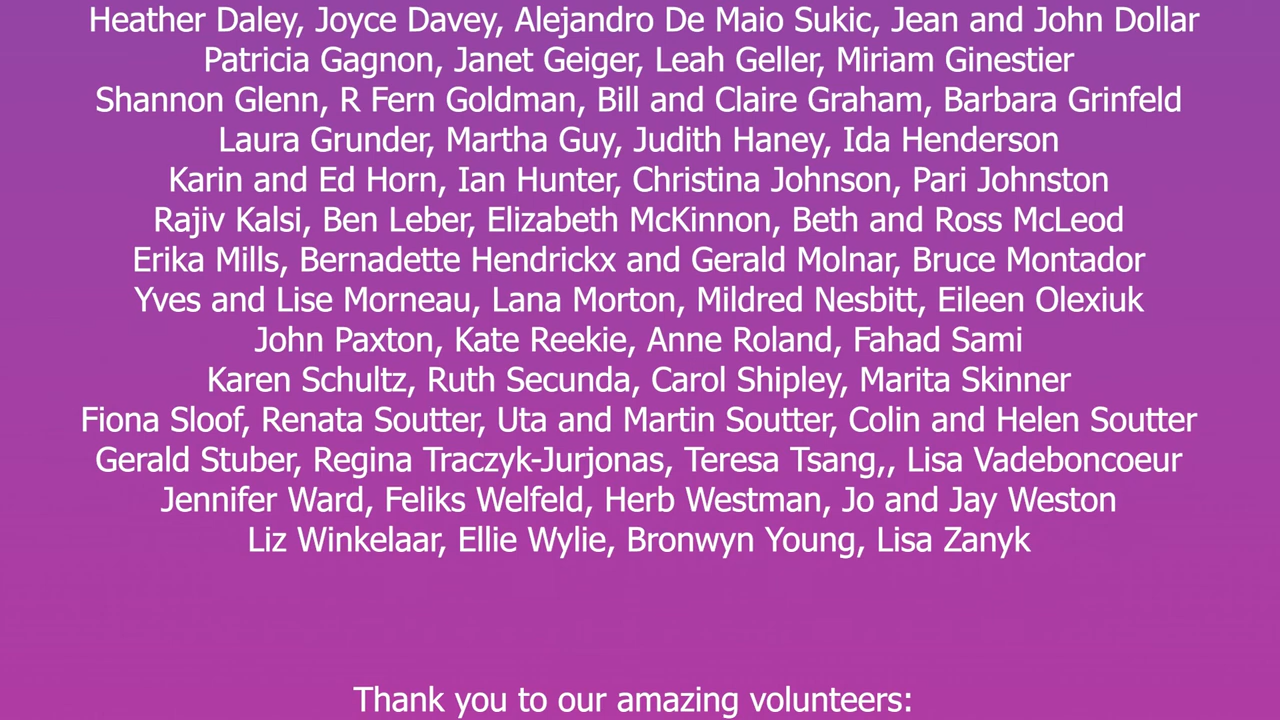 Heather Daley, Joyce Davey, Alejandro De Maio Sukic, Jean and John Dollar
Patricia Gagnon, Janet Geiger, Leah Geller, Miriam Ginestier
Shannon Glenn, R Fern Goldman, Bill and Claire Graham, Barbara Grinfeld
Laura Grunder, Martha Guy, Judith Haney, Ida Henderson
Karin and Ed Horn, Ian Hunter, Christina Johnson, Pari Johnston
Rajiv Kalsi, Ben Leber, Elizabeth McKinnon, Beth and Ross McLeod
Erika Mills, Bernadette Hendrickx and Gerald Molnar, Bruce Montador
Yves and Lise Morneau, Lana Morton, Mildred Nesbitt, Eileen Olexiuk
John Paxton, Kate Reekie, Anne Roland, Fahad Sami
Karen Schultz, Ruth Secunda, Carol Shipley, Marita Skinner
Fiona Sloof, Renata Soutter, Uta and Martin Soutter, Colin and Helen Soutter
Gerald Stuber, Regina Traczyk-Jurjonas, Teresa Tsang,, Lisa Vadeboncoeur
Jennifer Ward, Feliks Welfeld, Herb Westman, Jo and Jay Weston
Liz Winkelaar, Ellie Wylie, Bronwyn Young, Lisa Zanyk
Thank you to our amazing volunteers: